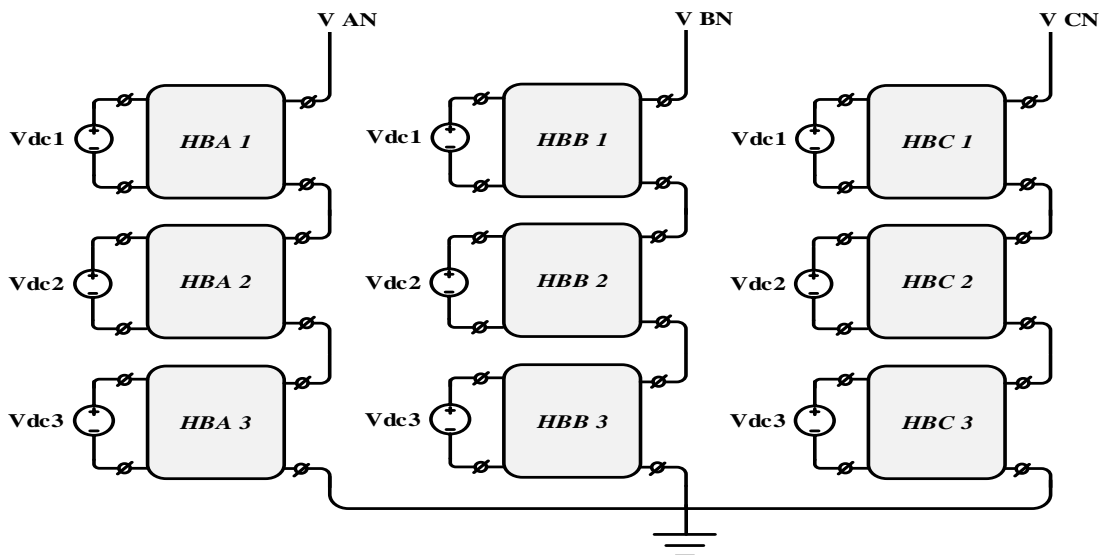 V AN
V BN
V CN
Vdc1
HBA 1
Vdc1
HBB 1
Vdc1
HBC 1
Vdc2
HBA 2
Vdc2
HBB 2
Vdc2
HBC 2
Vdc3
HBA 3
Vdc3
HBB 3
Vdc3
HBC 3